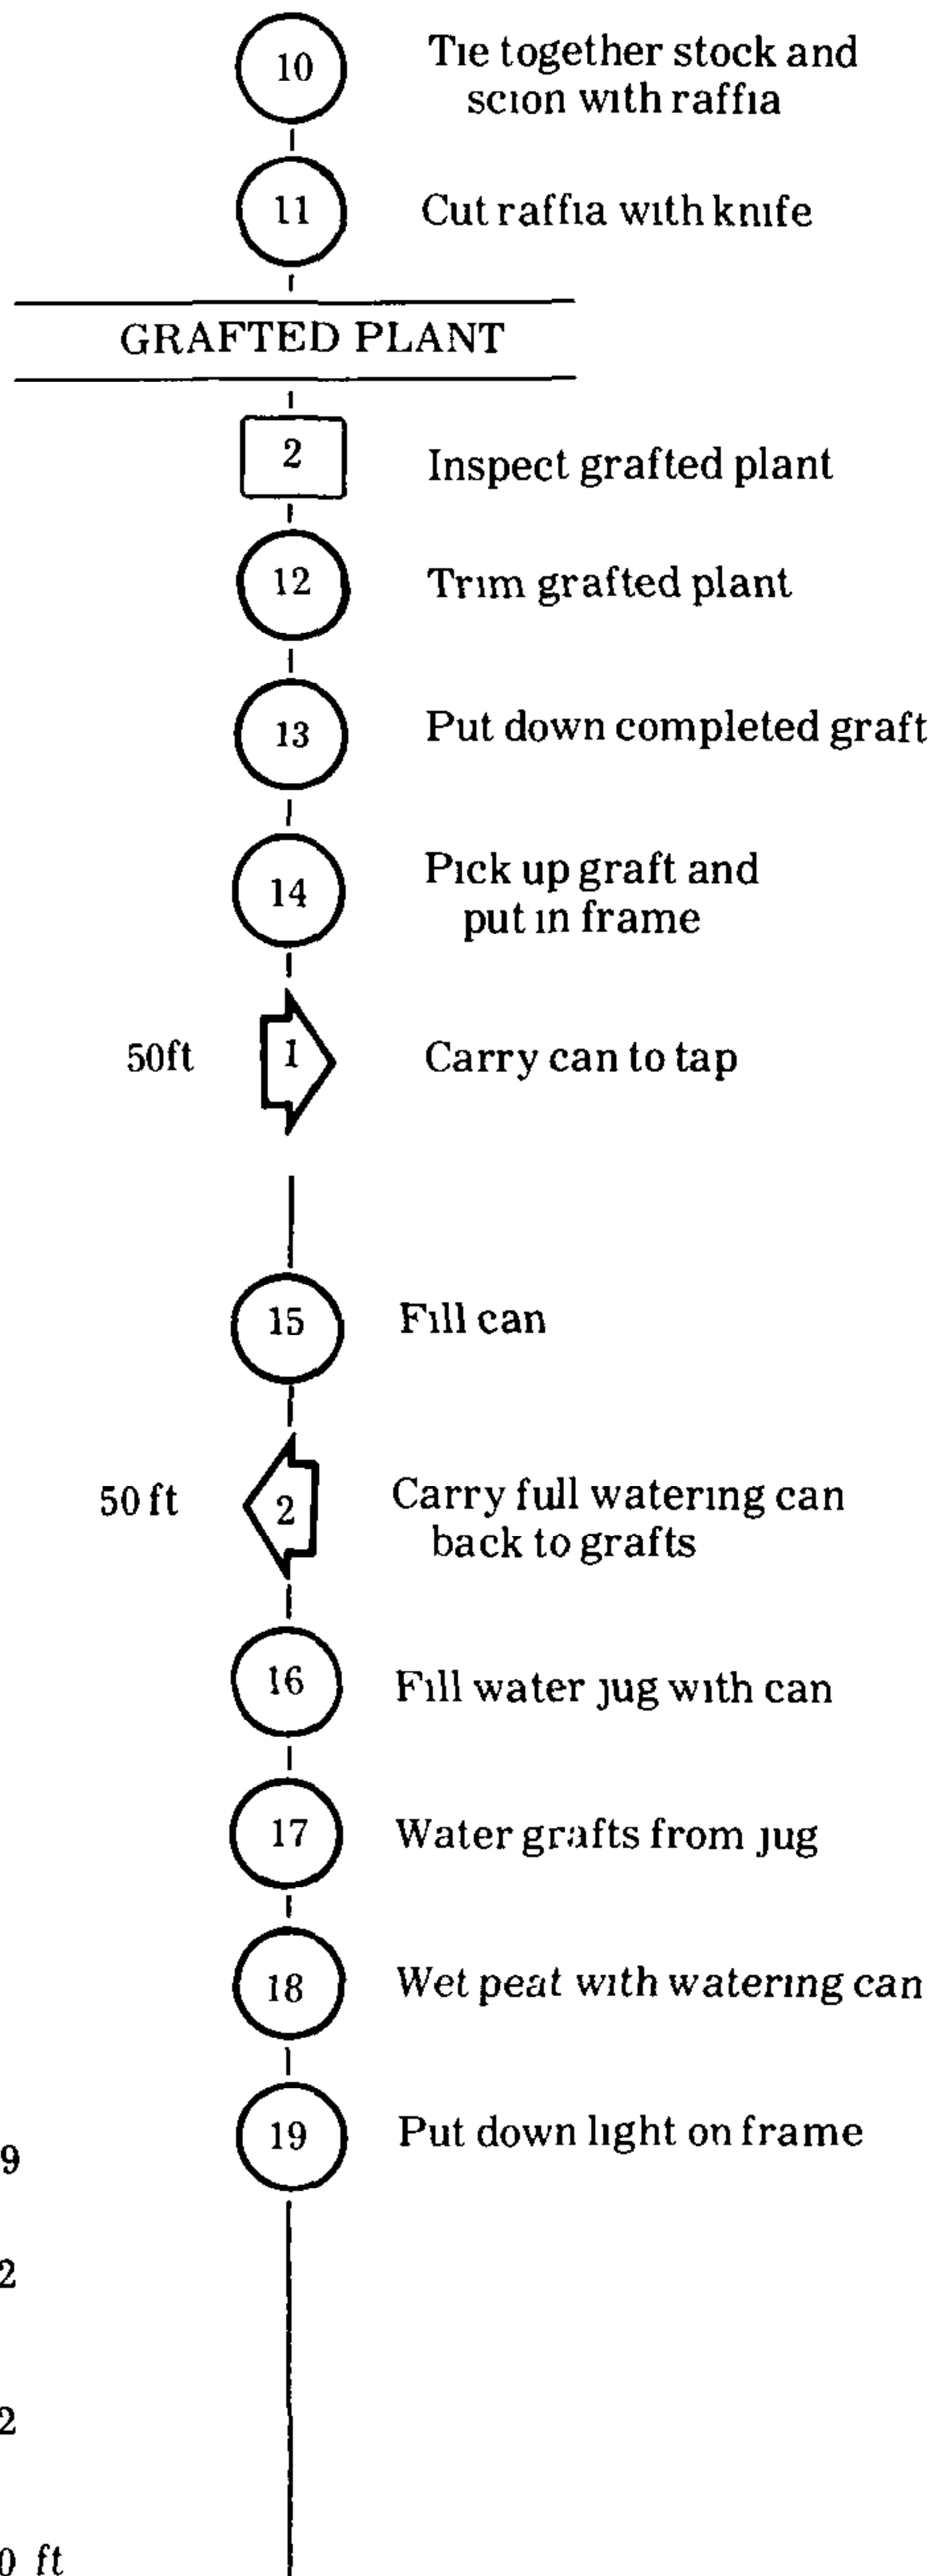 10 Tie together stock and
scion with raffia
11 Cut raffia with knife
GRAFTED PLANT
2 Inspect grafted plant
12 Trim grafted plant
13 Put down completed graft
14 Pick up graft and
put in frame
50ft 1 Carry can to tap
15 Fill can
50 ft 2 Carry full watering can
back to grafts
16 Fill water jug with can
17 Water grafts from jug
18 Wet peat with watering can
19 Put down light on frame
9
2
2
0 ft